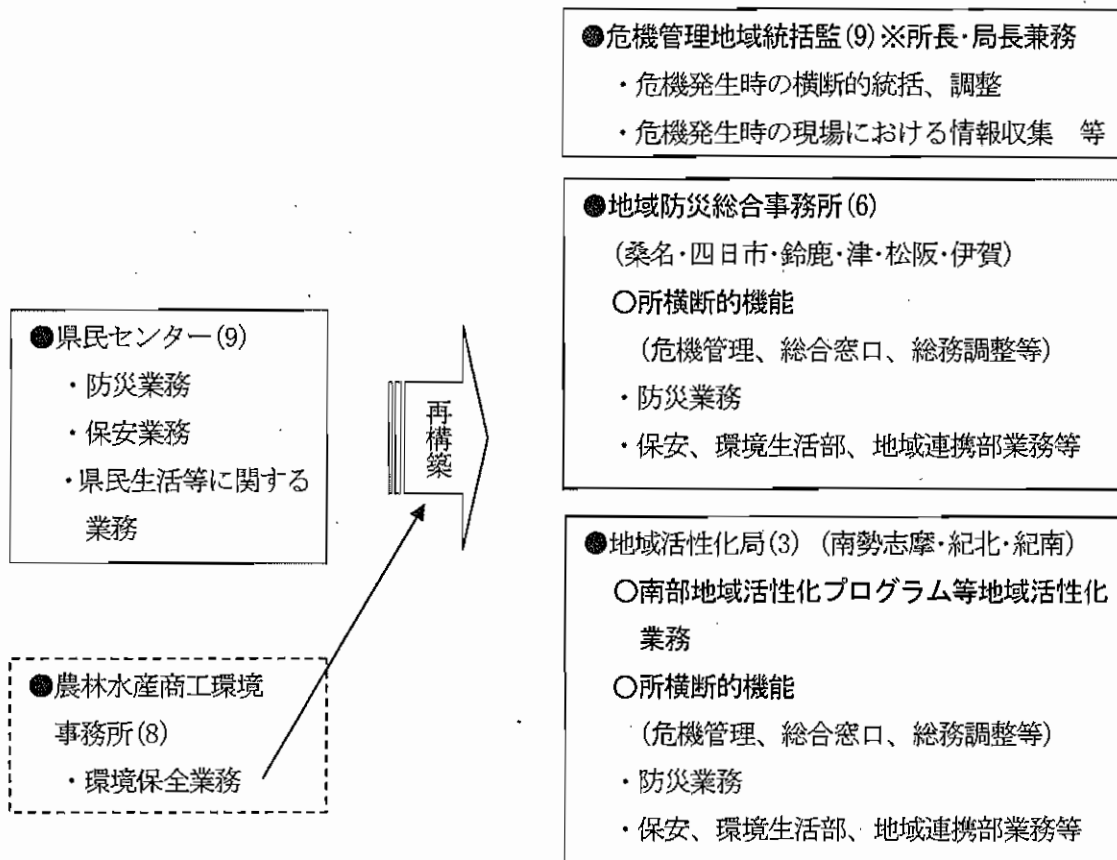 ●県民センター(9)
・防災業務
・保安業務
・県民生活等に関する
業務
●農林水産商工環境
事務所(8)
・環境保全業務
再構築
●危機管理地域統括監(9)※所長・局長兼務
・危機発生時の横断的統括、調整
・危機発生時の現場における情報収集　等
●地域防災総合事務所(6)
(桑名・四日市・鈴鹿・津・松阪・伊賀)
○所横断的機能
(危機管理、総合窓口、総務調整等)
・防災業務
・保安、環境生活部、地域連携部業務等
●地域活性化局(3)　(南勢志摩・紀北・紀南)
○南部地域活性化プログラム等地域活性化
業務
○所横断的機能
(危機管理、総合窓口、総務調整等)
・防災業務
・保安、環境生活部、地域連携部業務等